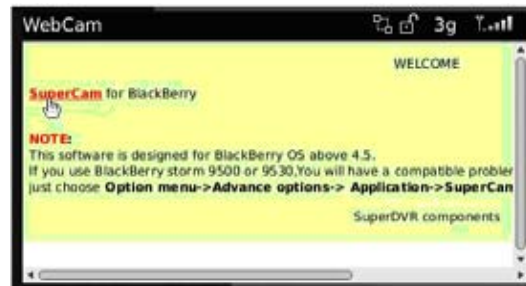 WebCam 3g
WELCOME
SuperCam for BlackBerry
NOTE:
This software is designed for BlackBerry OS above 4.5.
If you use BlackBerry storm 9500 or 9530,You will have a compatible probler
just choose Option menu->Advance options-> Application->SuperCan
SuperDVR components